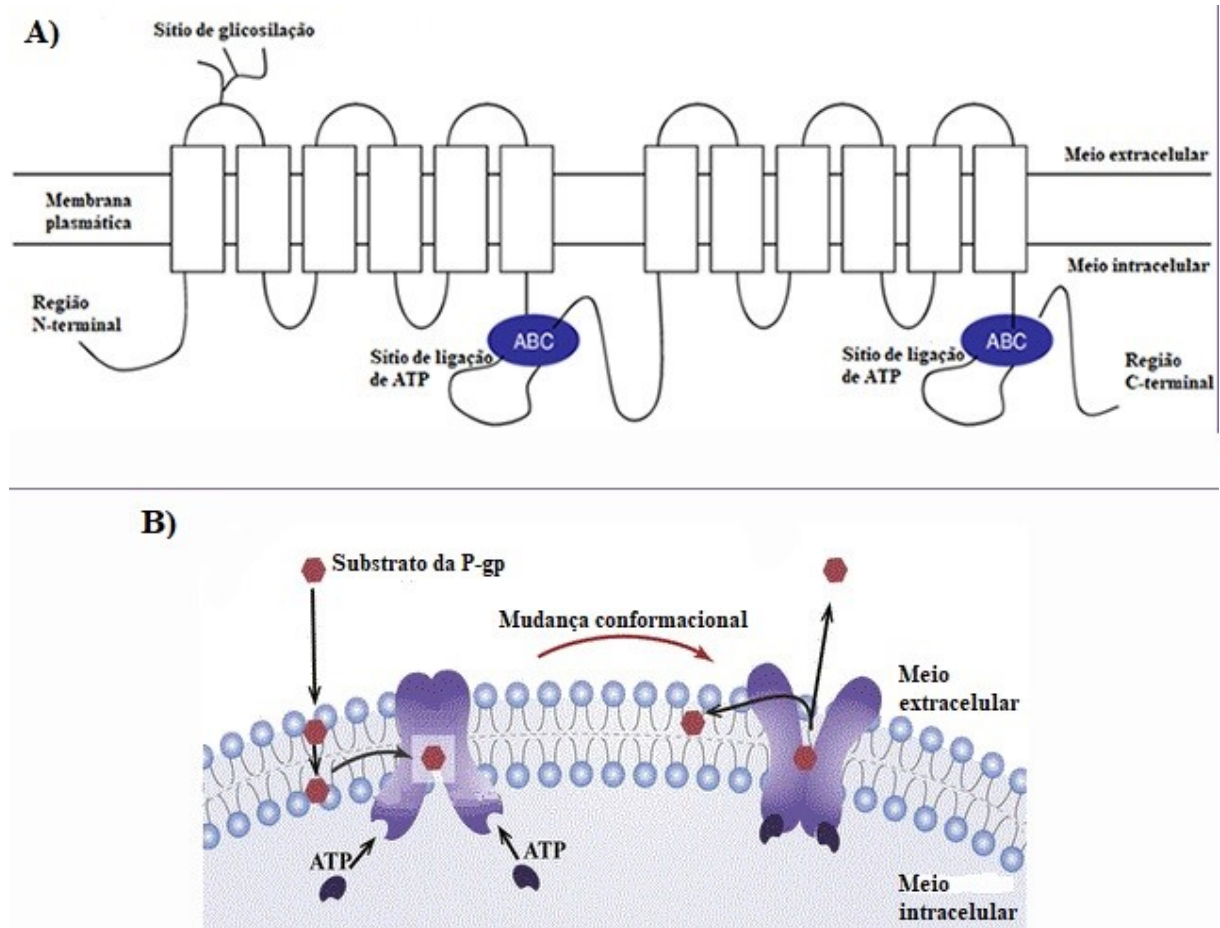 A)
Sítio de glicosilação
Meio extracelular
Membrana
plasmática
Meio intracelular
Região
N-terminal
ABC
Sítio de ligação
de ATP
ABC
Sítio de ligação
de ATP
Região
C-terminal
B)
Substrato da P-gp
Mudança conformacional
Meio
extracelular
ATP
ATP
Meio
intracelular